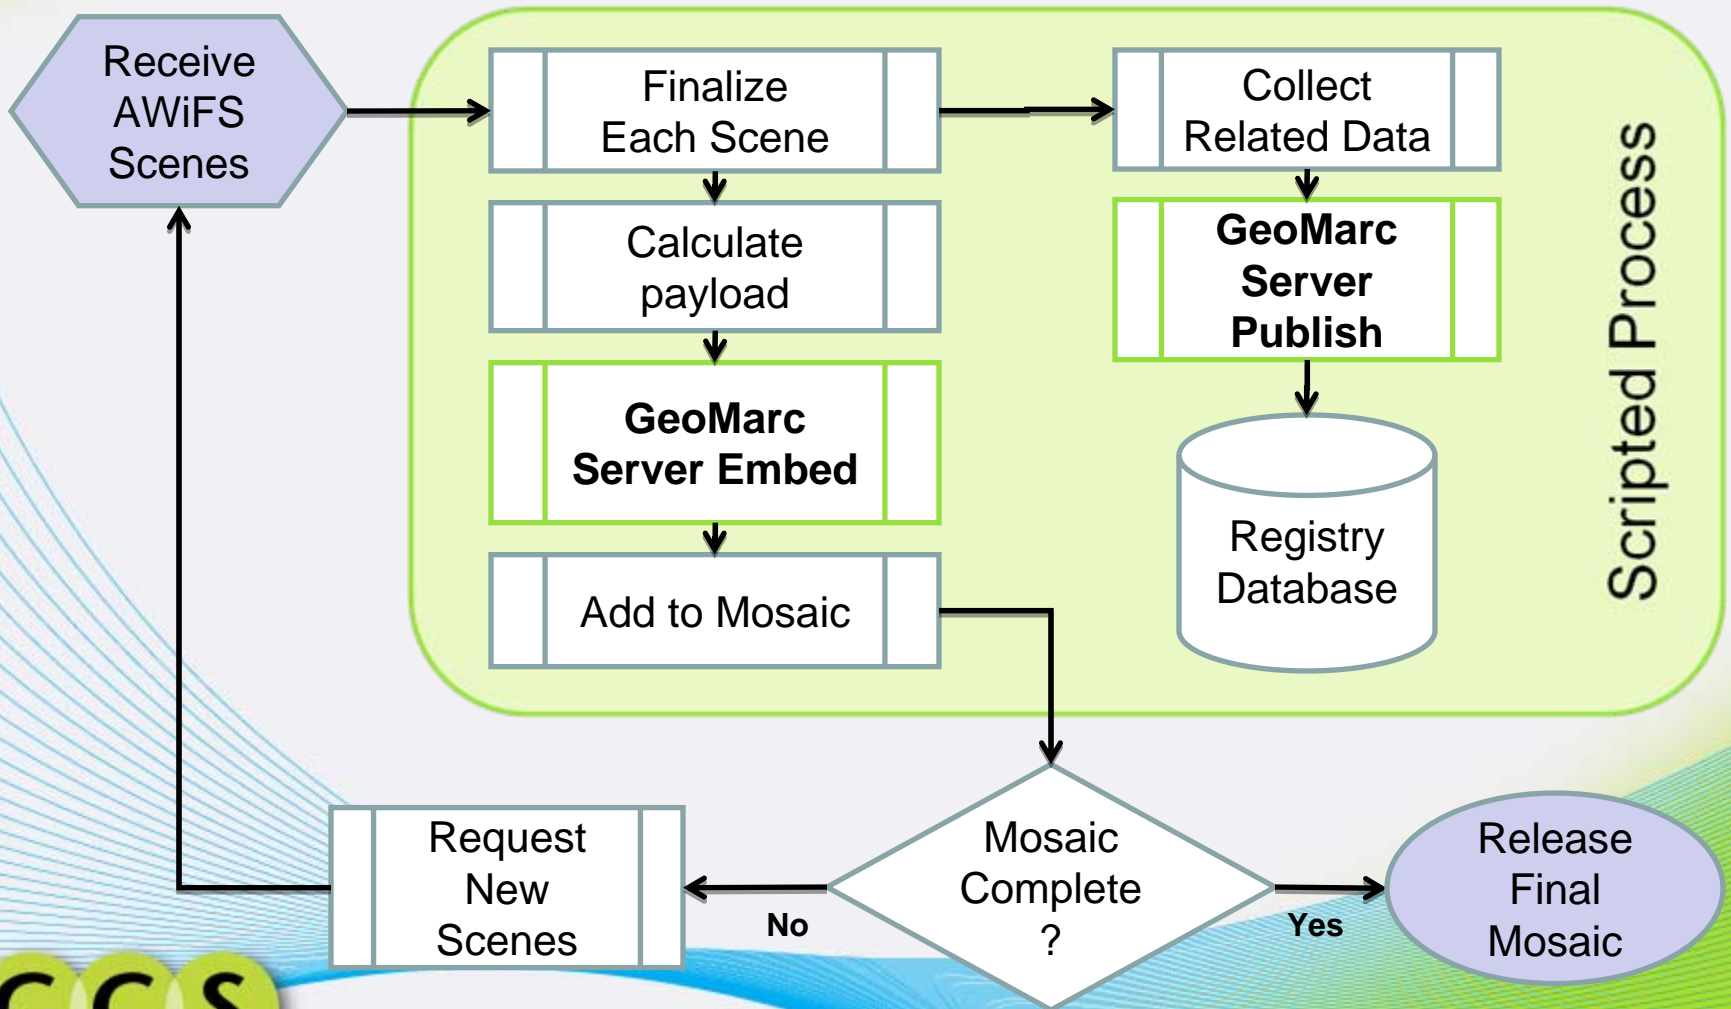 Receive
AWiFS
Scenes
Finalize
Each Scene
Collect
Related Data
Calculate
payload
GeoMarc
Server
Publish
GeoMarc
Server Embed
Registry
Database
Add to Mosaic
Scripted Process
Request
New
Scenes
No
Mosaic
Complete
?
Yes
Release
Final
Mosaic
CCS